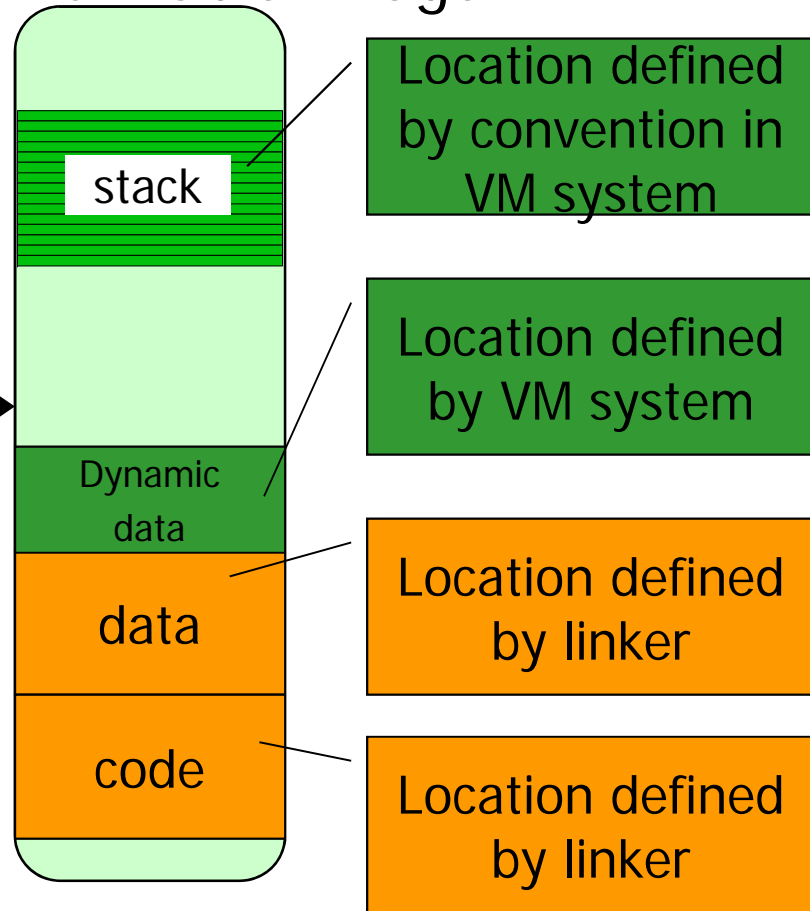 stack
Location defined
by convention in
VM system
Location defined
by VM system
Dynamic
data
data
Location defined
by linker
code
Location defined
by linker